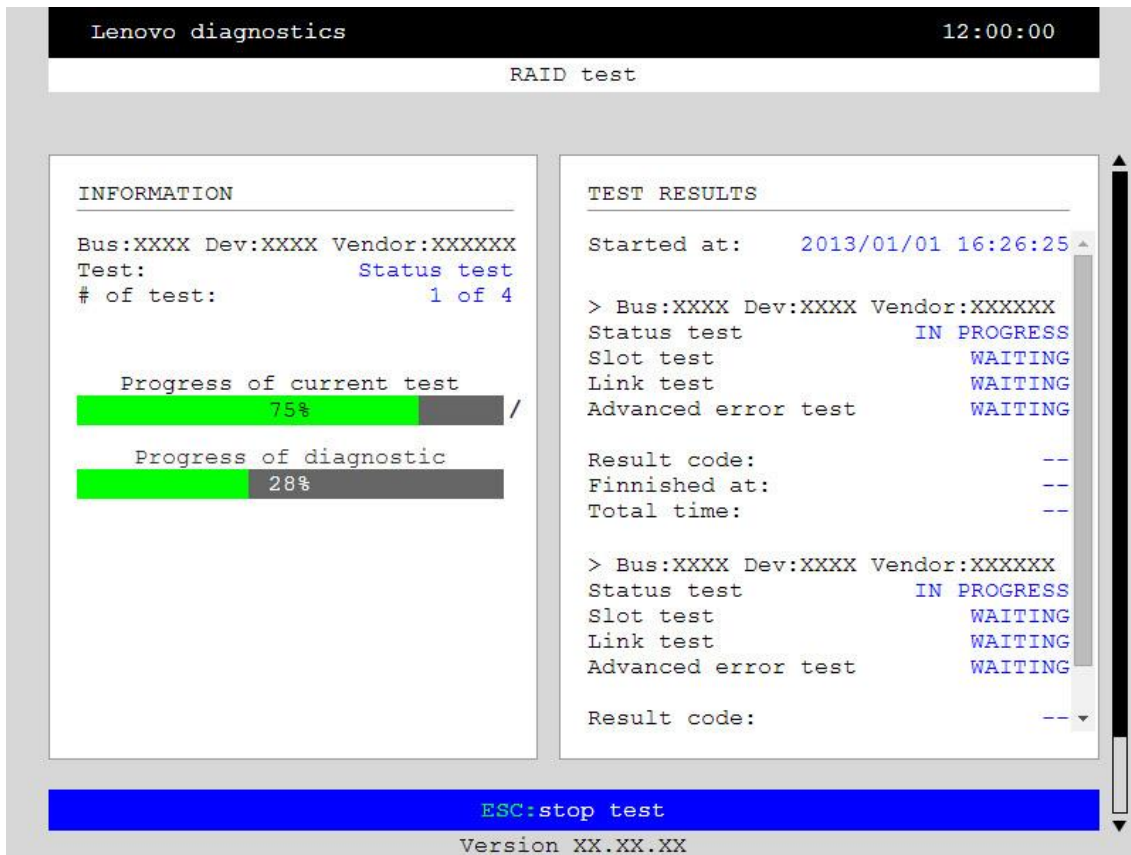 Lenovo diagnostics 12:00:00
RAID test
INFORMATION
Bus:XXXX Dev:XXXX Vendor:XXXXXX
Test: Status test
# of test: 1 of 4
Progress of current test
75% /
Progress of diagnostic
28%
TEST RESULTS
Started at: 2013/01/01 16:26:25
> Bus:XXXX Dev:XXXX Vendor:XXXXXX
Status test IN PROGRESS
Slot test WAITING
Link test WAITING
Advanced error test WAITING
Result code: --
Finnished at: --
Total time: --
> Bus:XXXX Dev:XXXX Vendor:XXXXXX
Status test IN PROGRESS
Slot test WAITING
Link test WAITING
Advanced error test WAITING
Result code: --
ESC:stop test
Version XX.XX.XX